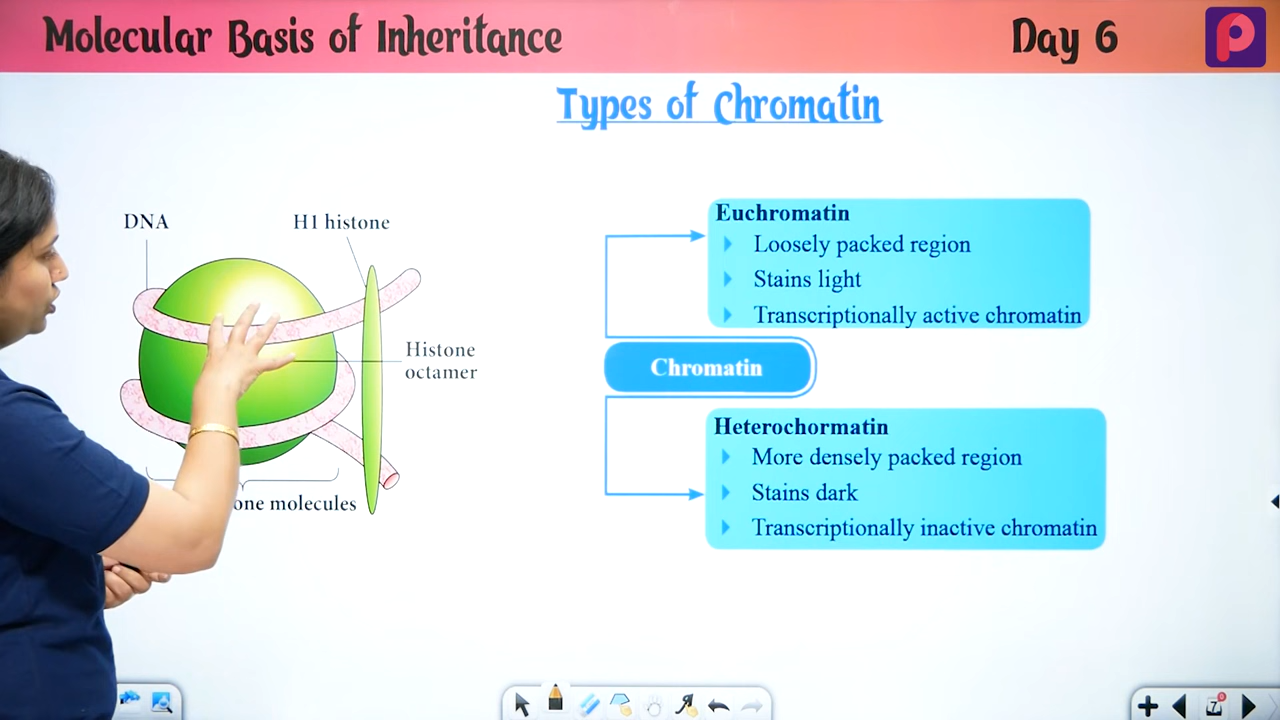 Molecular Basis of Inheritance
Day 6
Types of Chromatin
DNA
H1 histone
Histone
octamer
molecules
Euchromatin
Loosely packed region
Stains light
Transcriptionally active chromatin
Chromatin
Heterochormatin
More densely packed region
Stains dark
Transcriptionally inactive chromatin
7